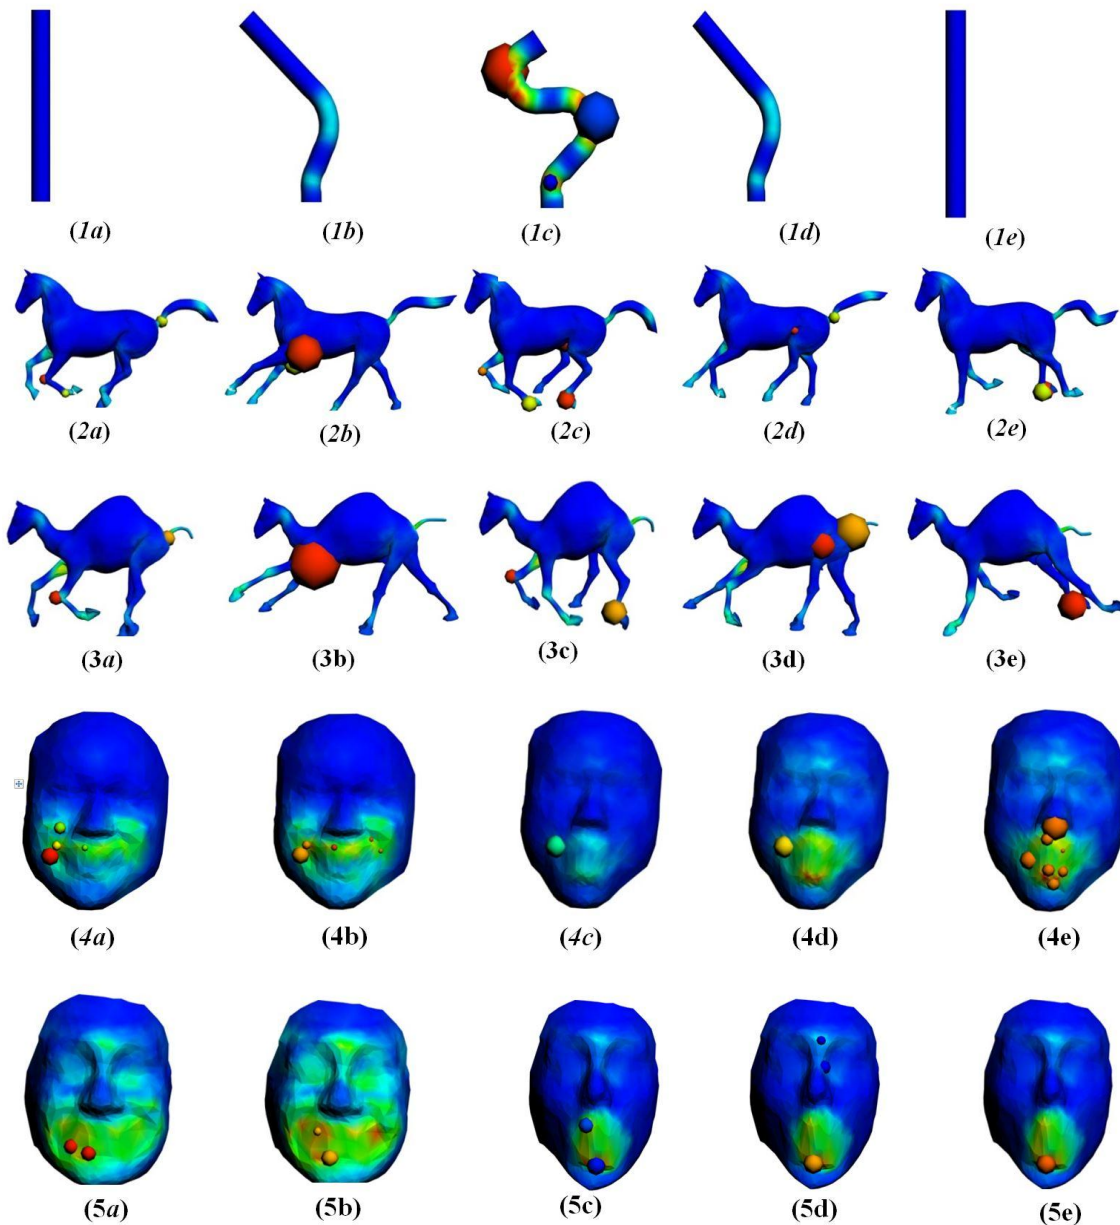 (1a) (1b) (1c) (1d) (1e)
(2a) (2b) (2c) (2d) (2e)
(3a) (3b) (3c) (3d) (3e)
(4a) (4b) (4c) (4d) (4e)
(5a) (5b) (5c) (5d) (5e)